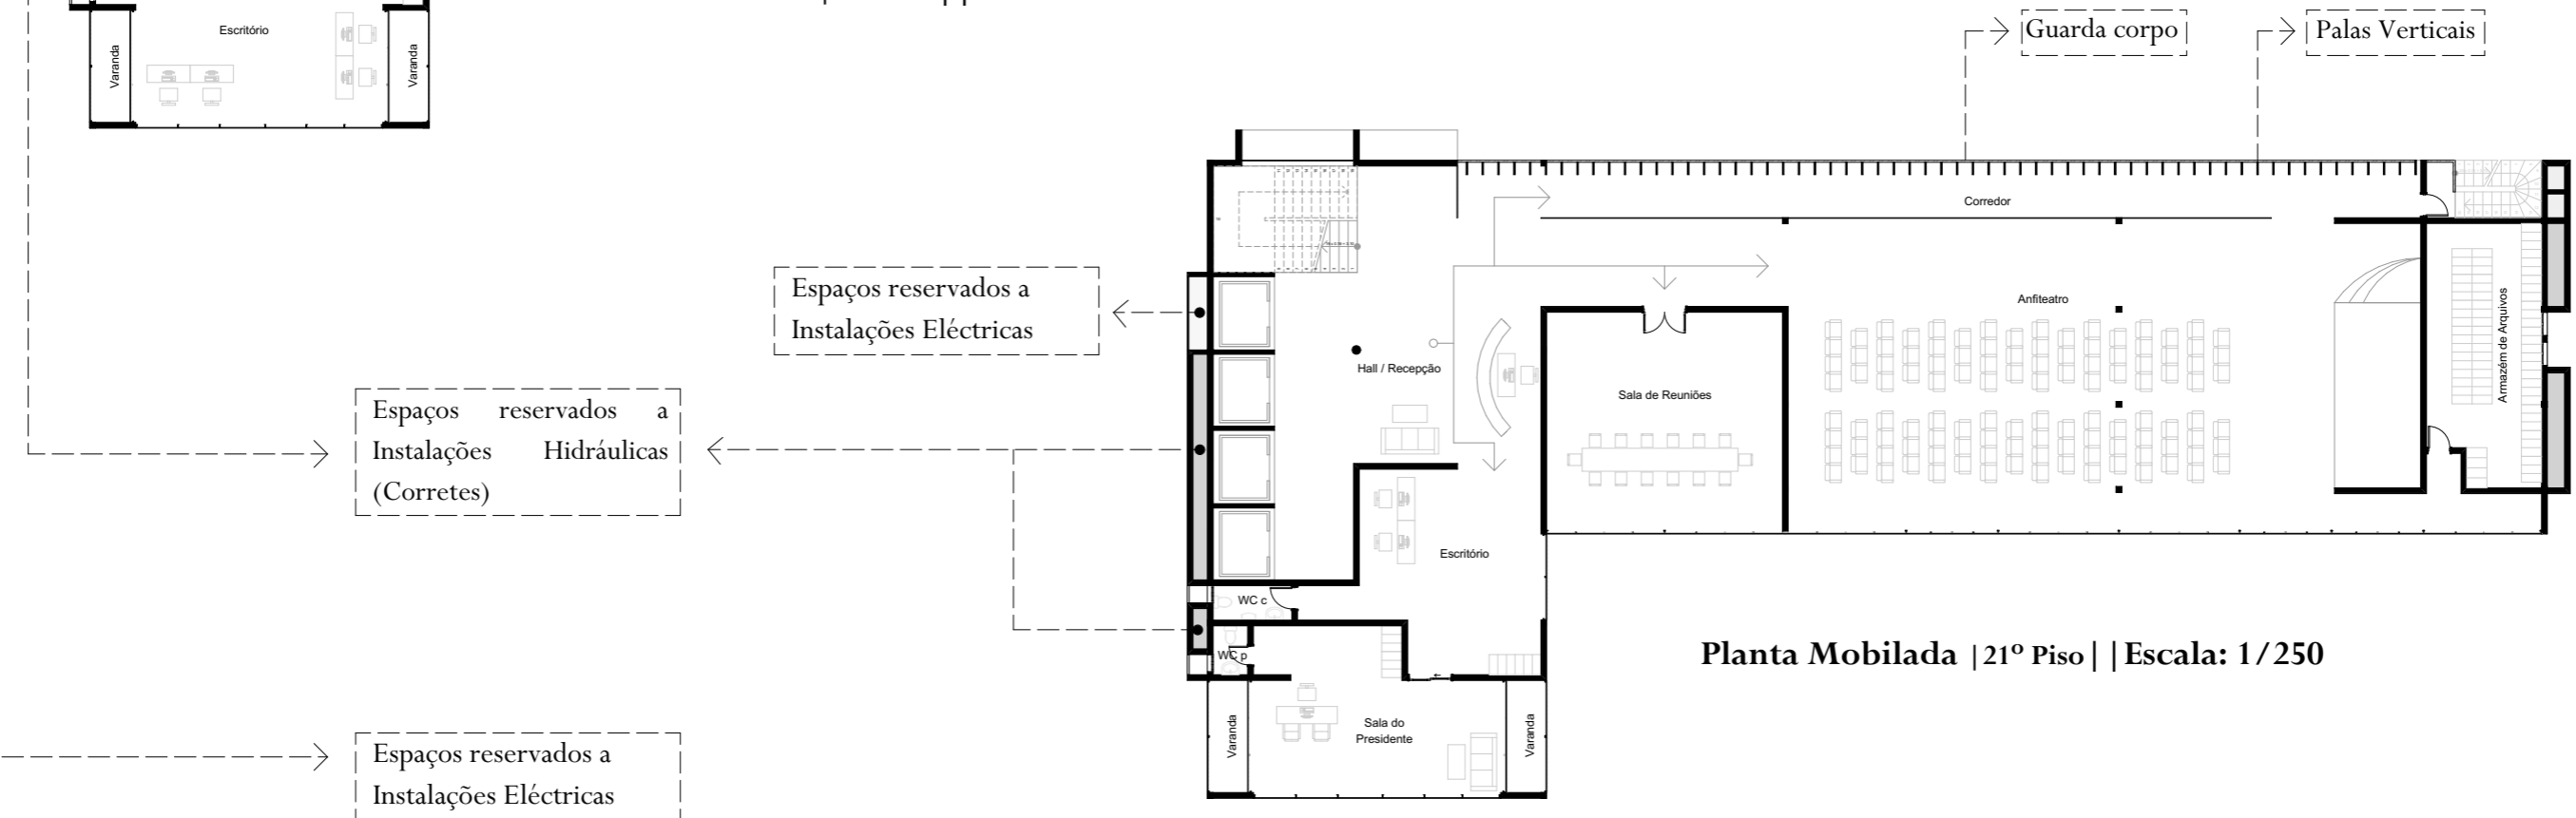 Escritório
Varanda
Varanda
Guarda corpo
Palas Verticais
Corredor
Espaços reservados a
Instalações Eléctricas
Anfiteatro
Armazém de Arquivos
Hall / Recepção
Sala de Reuniões
Espaços reservados a
Instalações Hidráulicas
(Corretes)
Escritório
WC c
WC p
Planta Mobilada |21º Piso| |Escala: 1/250
Varanda
Sala do
Presidente
Varanda
Espaços reservados a
Instalações Eléctricas